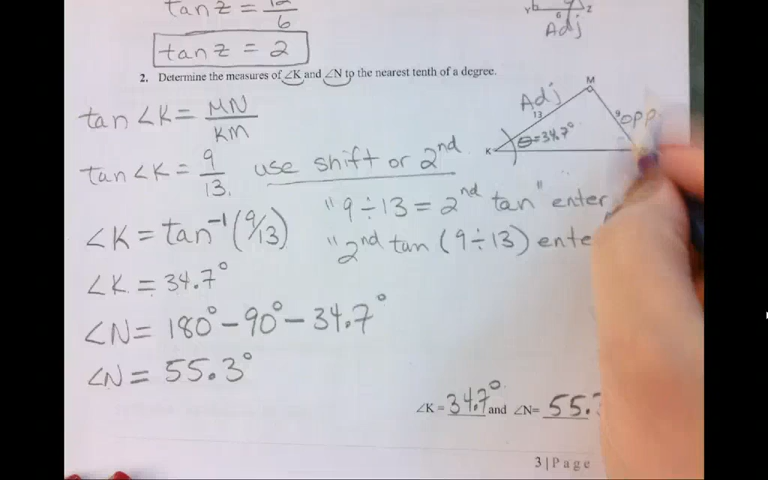 tan Z = 12/6
Y 6 Z
Adj
tan Z = 2
2. Determine the measures of ∠K and ∠N to the nearest tenth of a degree.
M
Adj
13
9 opp
K θ=34.7°
tan ∠K = MN/KM
tan ∠K = 9/13. use shift or 2nd
"9÷13 = 2nd tan" enter
∠K = tan⁻¹(9/13)
"2nd tan (9÷13) ente
∠K = 34.7°
∠N = 180° - 90° - 34.7°
∠N = 55.3°
∠K = 34.7° and ∠N= 55.
3 | Page